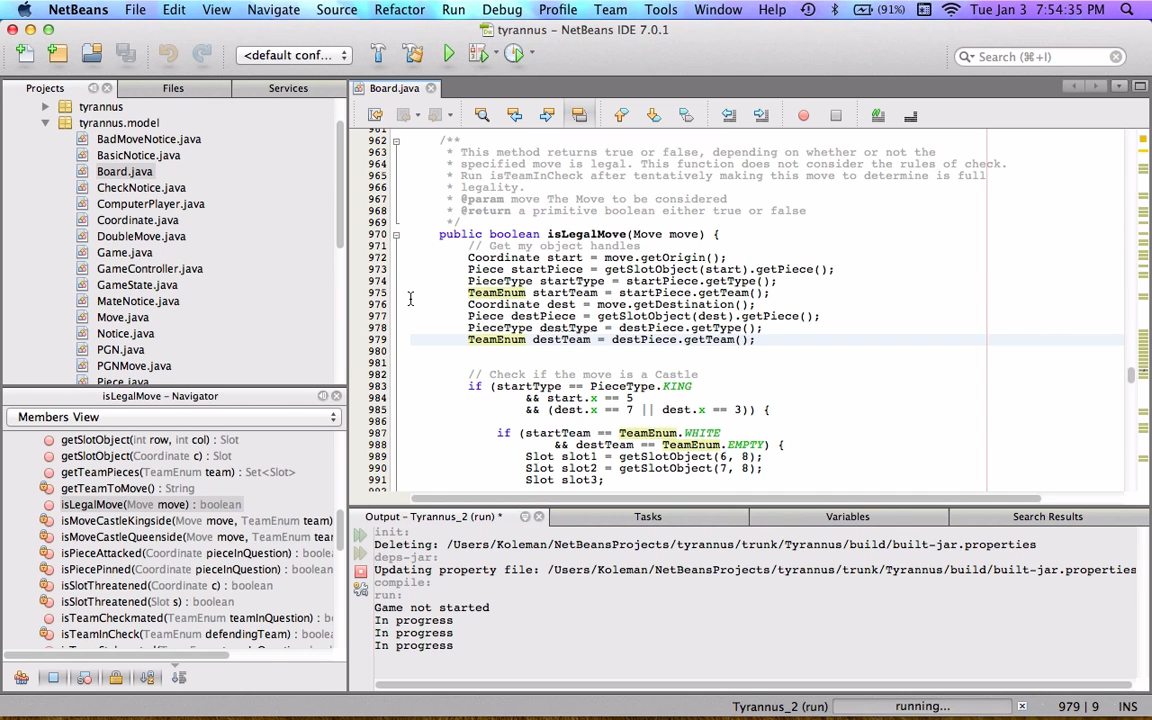 NetBeans File Edit View Navigate Source Refactor Run Debug Profile Team Tools Window Help (91%) Tue Jan 3 7:54:35 PM
tyrannus – NetBeans IDE 7.0.1
<default conf... Search (⌘+I)
Projects Files Services
tyrannus
tyrannus.model
BadMoveNotice.java
BasicNotice.java
Board.java
CheckNotice.java
ComputerPlayer.java
Coordinate.java
DoubleMove.java
Game.java
GameController.java
GameState.java
MateNotice.java
Move.java
Notice.java
PGN.java
PGNMove.java
Piece.java
isLegalMove – Navigator
Members View
getSlotObject(int row, int col) : Slot
getSlotObject(Coordinate c) : Slot
getTeamPieces(TeamEnum team) : Set<Slot>
getTeamToMove() : String
isLegalMove(Move move) : boolean
isMoveCastleKingside(Move move, TeamEnum team)
isMoveCastleQueenside(Move move, TeamEnum team)
isPieceAttacked(Coordinate pieceInQuestion) : boolean
isPiecePinned(Coordinate pieceInQuestion) : boolean
isSlotThreatened(Coordinate c) : boolean
isSlotThreatened(Slot s) : boolean
isTeamCheckmated(TeamEnum teamInQuestion) : boolean
isTeamInCheck(TeamEnum defendingTeam) : boolean
Board.java
961
962 /**
963 * This method returns true or false, depending on whether or not the
964 * specified move is legal. This function does not consider the rules of check.
965 * Run isTeamInCheck after tentatively making this move to determine is full
966 * legality.
967 * @param move The Move to be considered
968 * @return a primitive boolean either true or false
969 */
970 public boolean isLegalMove(Move move) {
971 // Get my object handles
972 Coordinate start = move.getOrigin();
973 Piece startPiece = getSlotObject(start).getPiece();
974 PieceType startType = startPiece.getType();
975 TeamEnum startTeam = startPiece.getTeam();
976 Coordinate dest = move.getDestination();
977 Piece destPiece = getSlotObject(dest).getPiece();
978 PieceType destType = destPiece.getType();
979 TeamEnum destTeam = destPiece.getTeam();
980
981
982 // Check if the move is a Castle
983 if (startType == PieceType.KING
984 && start.x == 5
985 && (dest.x == 7 || dest.x == 3)) {
986
987 if (startTeam == TeamEnum.WHITE
988 && destTeam == TeamEnum.EMPTY) {
989 Slot slot1 = getSlotObject(6, 8);
990 Slot slot2 = getSlotObject(7, 8);
991 Slot slot3;
992
Output – Tyrannus_2 (run) * Tasks Variables Search Results
init:
Deleting: /Users/Koleman/NetBeansProjects/tyrannus/trunk/Tyrannus/build/built-jar.properties
deps-jar:
Updating property file: /Users/Koleman/NetBeansProjects/tyrannus/trunk/Tyrannus/build/built-jar.properties
compile:
run:
Game not started
In progress
In progress
In progress
Tyrannus_2 (run) running... 979 | 9 INS